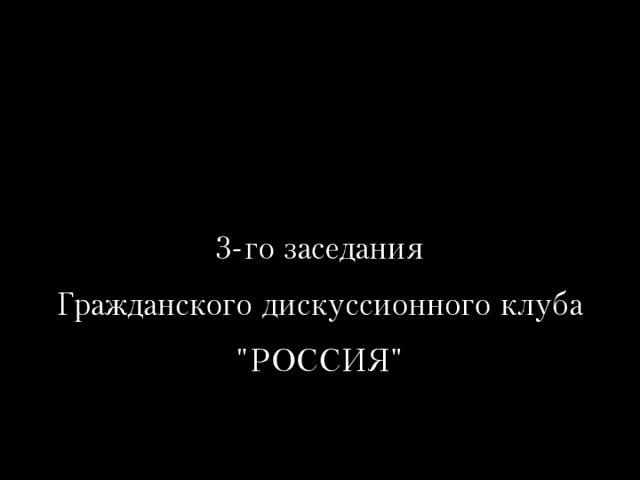 3-го заседания
Гражданского дискуссионного клуба
"РОССИЯ"